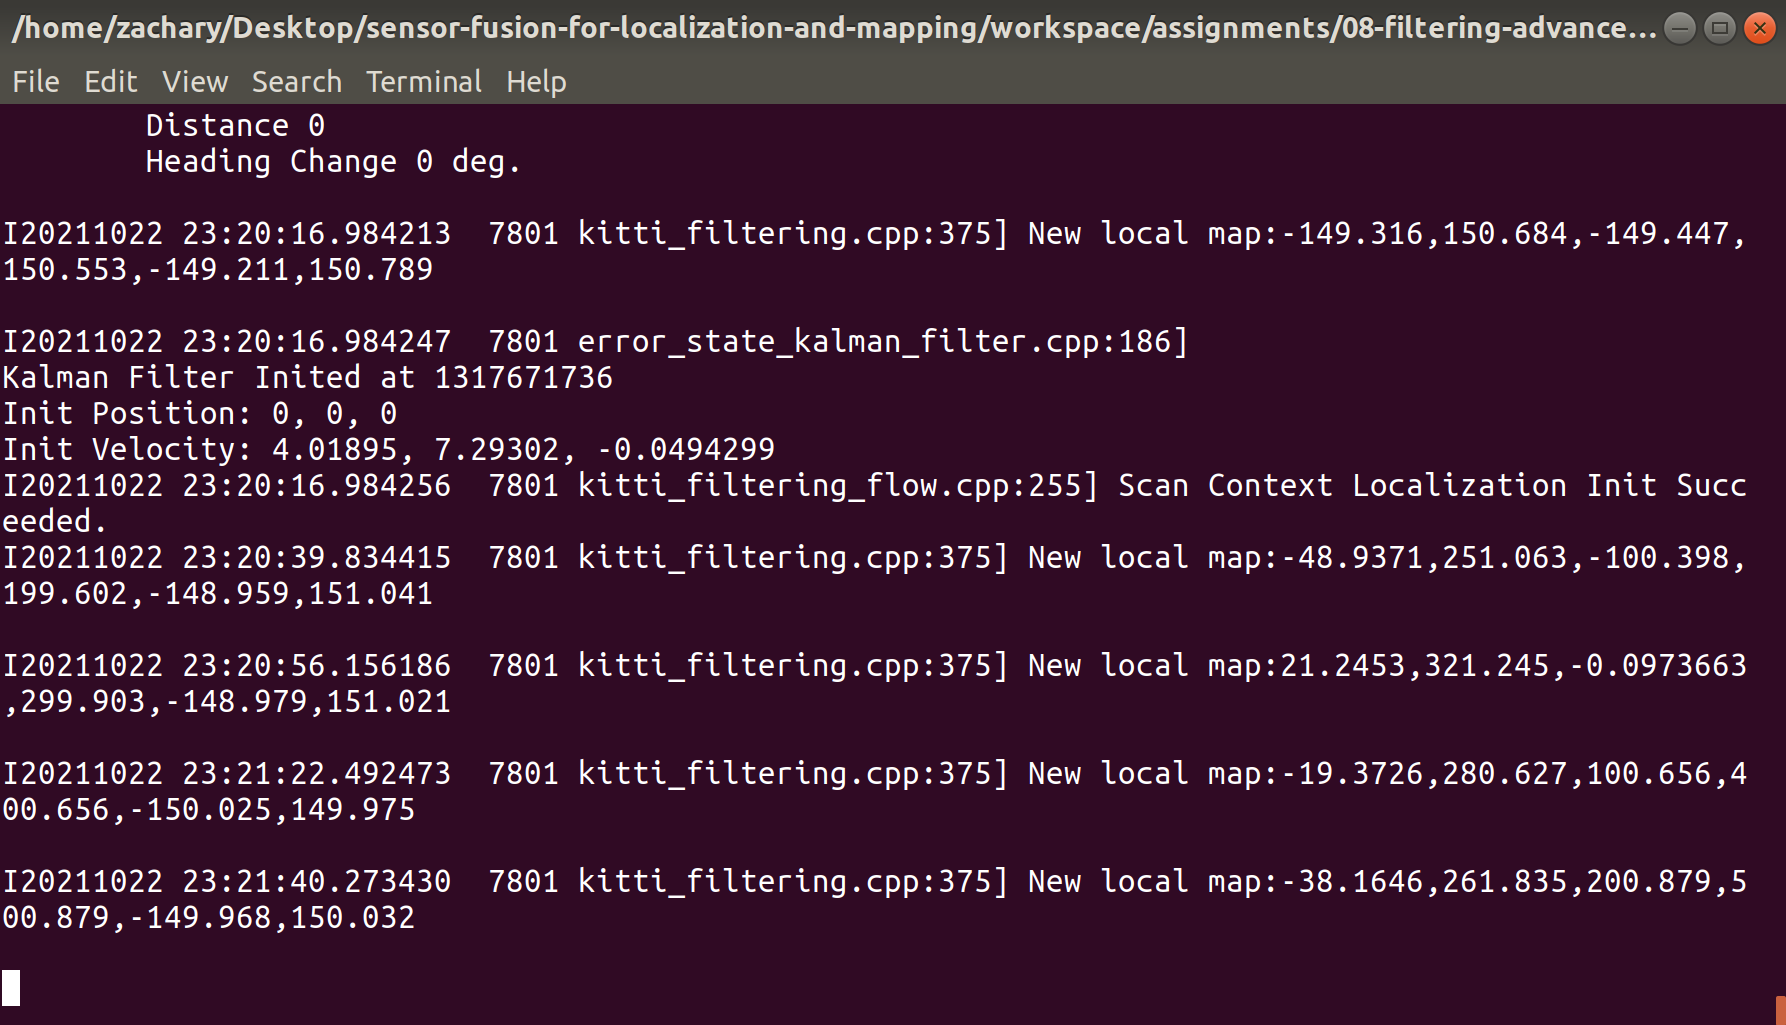 /home/zachary/Desktop/sensor-fusion-for-localization-and-mapping/workspace/assignments/08-filtering-advance...
File Edit View Search Terminal Help
Distance 0
Heading Change 0 deg.
I20211022 23:20:16.984213  7801 kitti_filtering.cpp:375] New local map:-149.316,150.684,-149.447,
150.553,-149.211,150.789
I20211022 23:20:16.984247  7801 error_state_kalman_filter.cpp:186]
Kalman Filter Inited at 1317671736
Init Position: 0, 0, 0
Init Velocity: 4.01895, 7.29302, -0.0494299
I20211022 23:20:16.984256  7801 kitti_filtering_flow.cpp:255] Scan Context Localization Init Succ
eeded.
I20211022 23:20:39.834415  7801 kitti_filtering.cpp:375] New local map:-48.9371,251.063,-100.398,
199.602,-148.959,151.041
I20211022 23:20:56.156186  7801 kitti_filtering.cpp:375] New local map:21.2453,321.245,-0.0973663
,299.903,-148.979,151.021
I20211022 23:21:22.492473  7801 kitti_filtering.cpp:375] New local map:-19.3726,280.627,100.656,4
00.656,-150.025,149.975
I20211022 23:21:40.273430  7801 kitti_filtering.cpp:375] New local map:-38.1646,261.835,200.879,5
00.879,-149.968,150.032